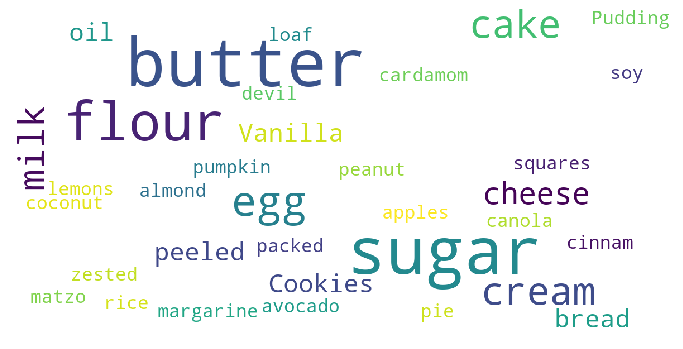 oil
loaf
butter
cake
Pudding
cardamom
soy
devil
flour
Vanilla
milk
pumpkin
peanut
squares
lemons
almond
coconut
egg
cheese
apples
canola
peeled
packed
sugar
cinnam
zested
Cookies
cream
matzo
rice
margarine
avocado
pie
bread